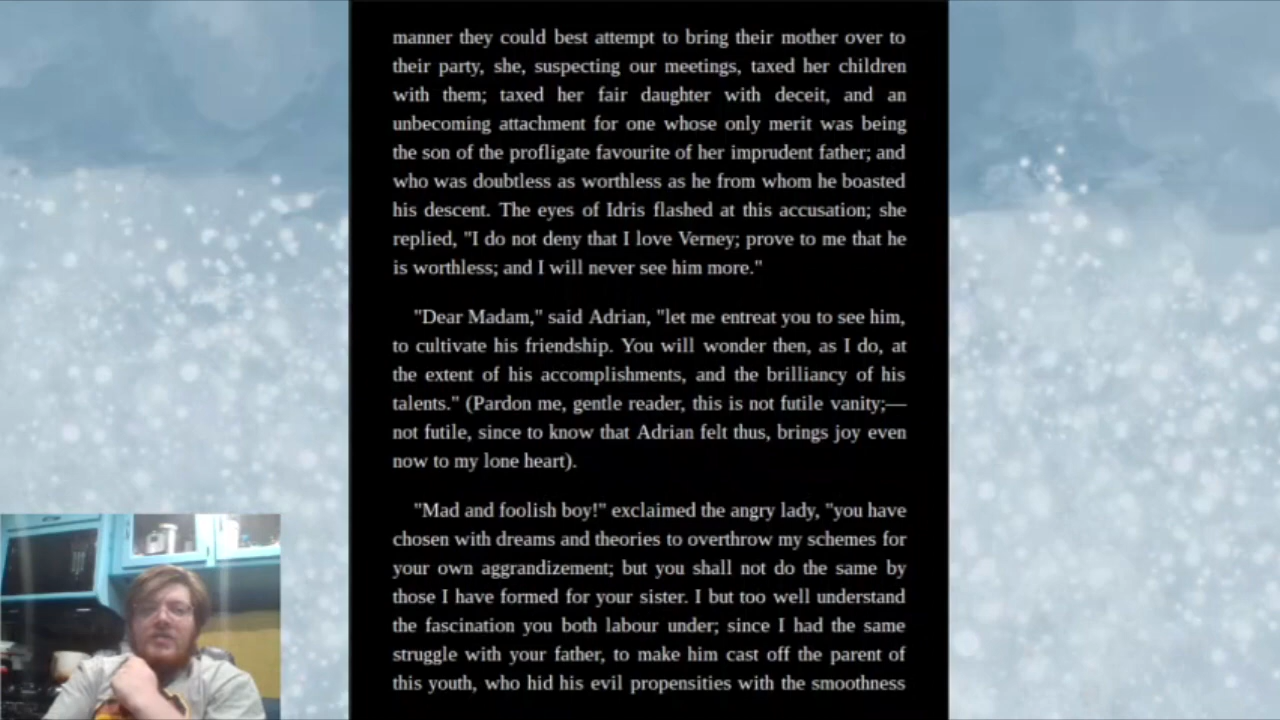 manner they could best attempt to bring their mother over to
their party, she, suspecting our meetings, taxed her children
with them; taxed her fair daughter with deceit, and an
unbecoming attachment for one whose only merit was being
the son of the profligate favourite of her imprudent father; and
who was doubtless as worthless as he from whom he boasted
his descent. The eyes of Idris flashed at this accusation; she
replied, "I do not deny that I love Verney; prove to me that he
is worthless; and I will never see him more."
"Dear Madam," said Adrian, "let me entreat you to see him,
to cultivate his friendship. You will wonder then, as I do, at
the extent of his accomplishments, and the brilliancy of his
talents." (Pardon me, gentle reader, this is not futile vanity;—
not futile, since to know that Adrian felt thus, brings joy even
now to my lone heart).
"Mad and foolish boy!" exclaimed the angry lady, "you have
chosen with dreams and theories to overthrow my schemes for
your own aggrandizement; but you shall not do the same by
those I have formed for your sister. I but too well understand
the fascination you both labour under; since I had the same
struggle with your father, to make him cast off the parent of
this youth, who hid his evil propensities with the smoothness